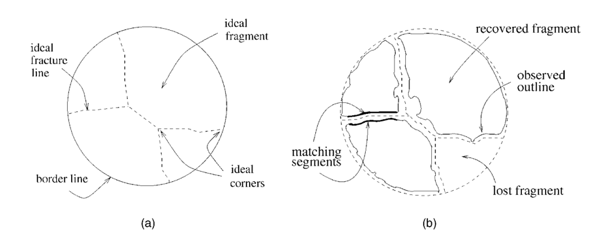 ideal
fragment
ideal
fracture
line
ideal
corners
border line
(a)
recovered fragment
observed
outline
matching
segments
lost fragment
(b)